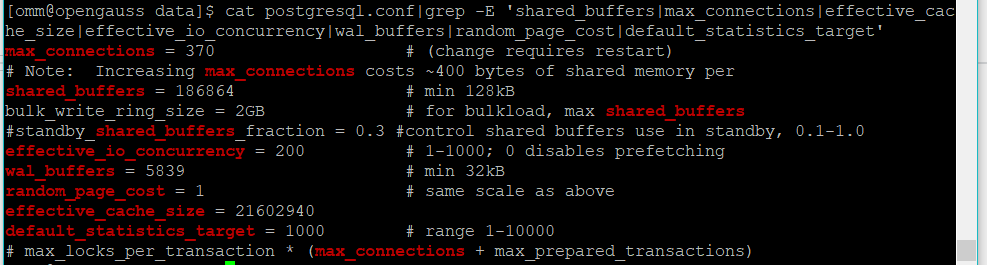 [omm@opengauss data]$ cat postgresql.conf|grep -E 'shared_buffers|max_connections|effective_cac
he_size|effective_io_concurrency|wal_buffers|random_page_cost|default_statistics_target'
max_connections = 370                   # (change requires restart)
# Note:  Increasing max_connections costs ~400 bytes of shared memory per
shared_buffers = 186864                 # min 128kB
bulk_write_ring_size = 2GB              # for bulkload, max shared_buffers
#standby_shared_buffers_fraction = 0.3 #control shared buffers use in standby, 0.1-1.0
effective_io_concurrency = 200          # 1-1000; 0 disables prefetching
wal_buffers = 5839                      # min 32kB
random_page_cost = 1                    # same scale as above
effective_cache_size = 21602940
default_statistics_target = 1000        # range 1-10000
# max_locks_per_transaction * (max_connections + max_prepared_transactions)